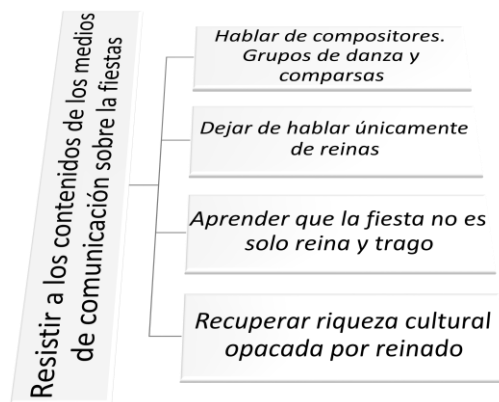 Resistir a los contenidos de los medios
de comunicación sobre la fiestas
Hablar de compositores.
Grupos de danza y
comparsas
Dejar de hablar únicamente
de reinas
Aprender que la fiesta no es
solo reina y trago
Recuperar riqueza cultural
opacada por reinado